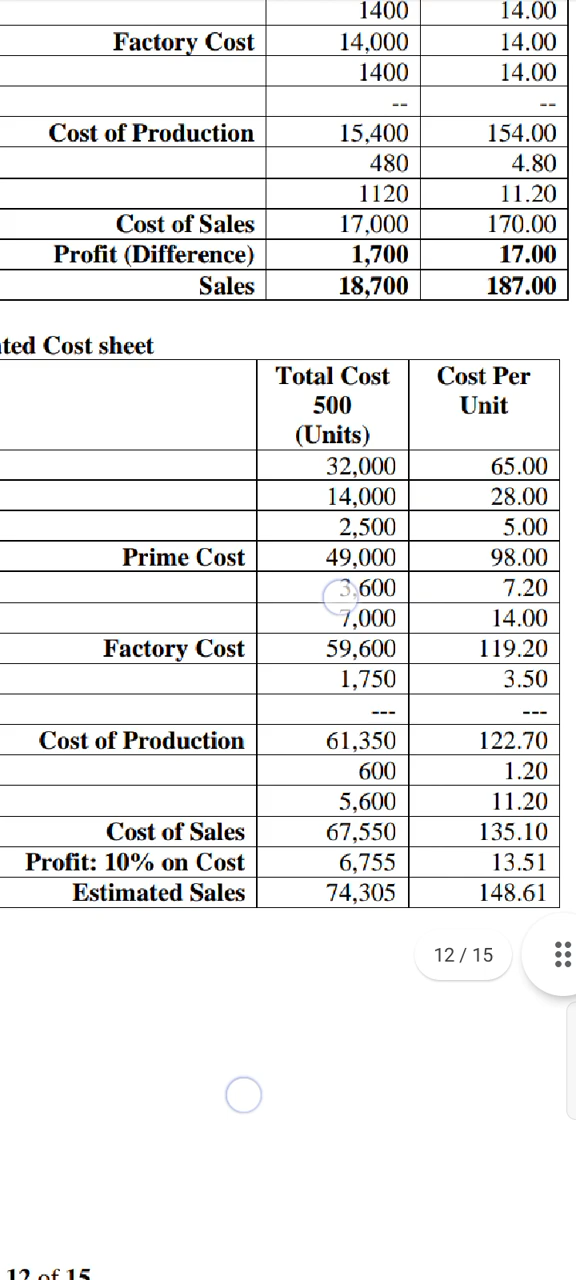 1400 14.00
Factory Cost 14,000 14.00
1400 14.00
-- --
Cost of Production 15,400 154.00
480 4.80
1120 11.20
Cost of Sales 17,000 170.00
Profit (Difference) 1,700 17.00
Sales 18,700 187.00
ted Cost sheet
Total Cost Cost Per
500 Unit
(Units)
32,000 65.00
14,000 28.00
2,500 5.00
Prime Cost 49,000 98.00
3,600 7.20
7,000 14.00
Factory Cost 59,600 119.20
1,750 3.50
--- ---
Cost of Production 61,350 122.70
600 1.20
5,600 11.20
Cost of Sales 67,550 135.10
Profit: 10% on Cost 6,755 13.51
Estimated Sales 74,305 148.61
12 / 15
12 of 15